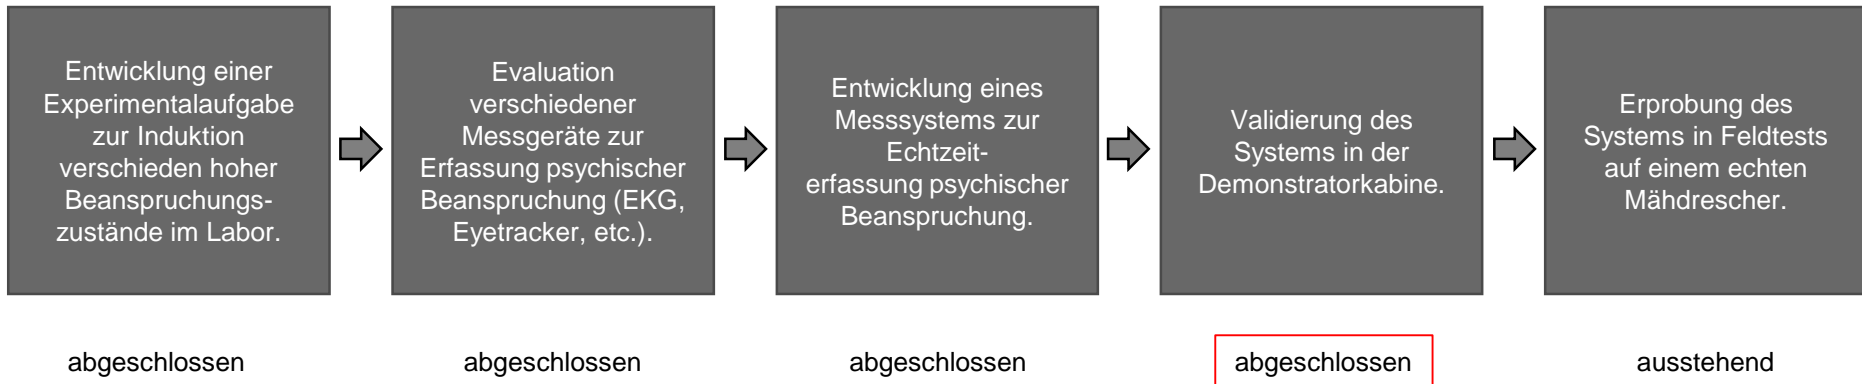 Entwicklung einer
Experimentalaufgabe
zur Induktion
verschieden hoher
Beanspruchungs-
zustände im Labor.
Evaluation
verschiedener
Messgeräte zur
Erfassung psychischer
Beanspruchung (EKG,
Eyetracker, etc.).
Entwicklung eines
Messsystems zur
Echtzeit-
erfassung psychischer
Beanspruchung.
Validierung des
Systems in der
Demonstratorkabine.
Erprobung des
Systems in Feldtests
auf einem echten
Mähdrescher.
abgeschlossen
abgeschlossen
abgeschlossen
abgeschlossen
ausstehend